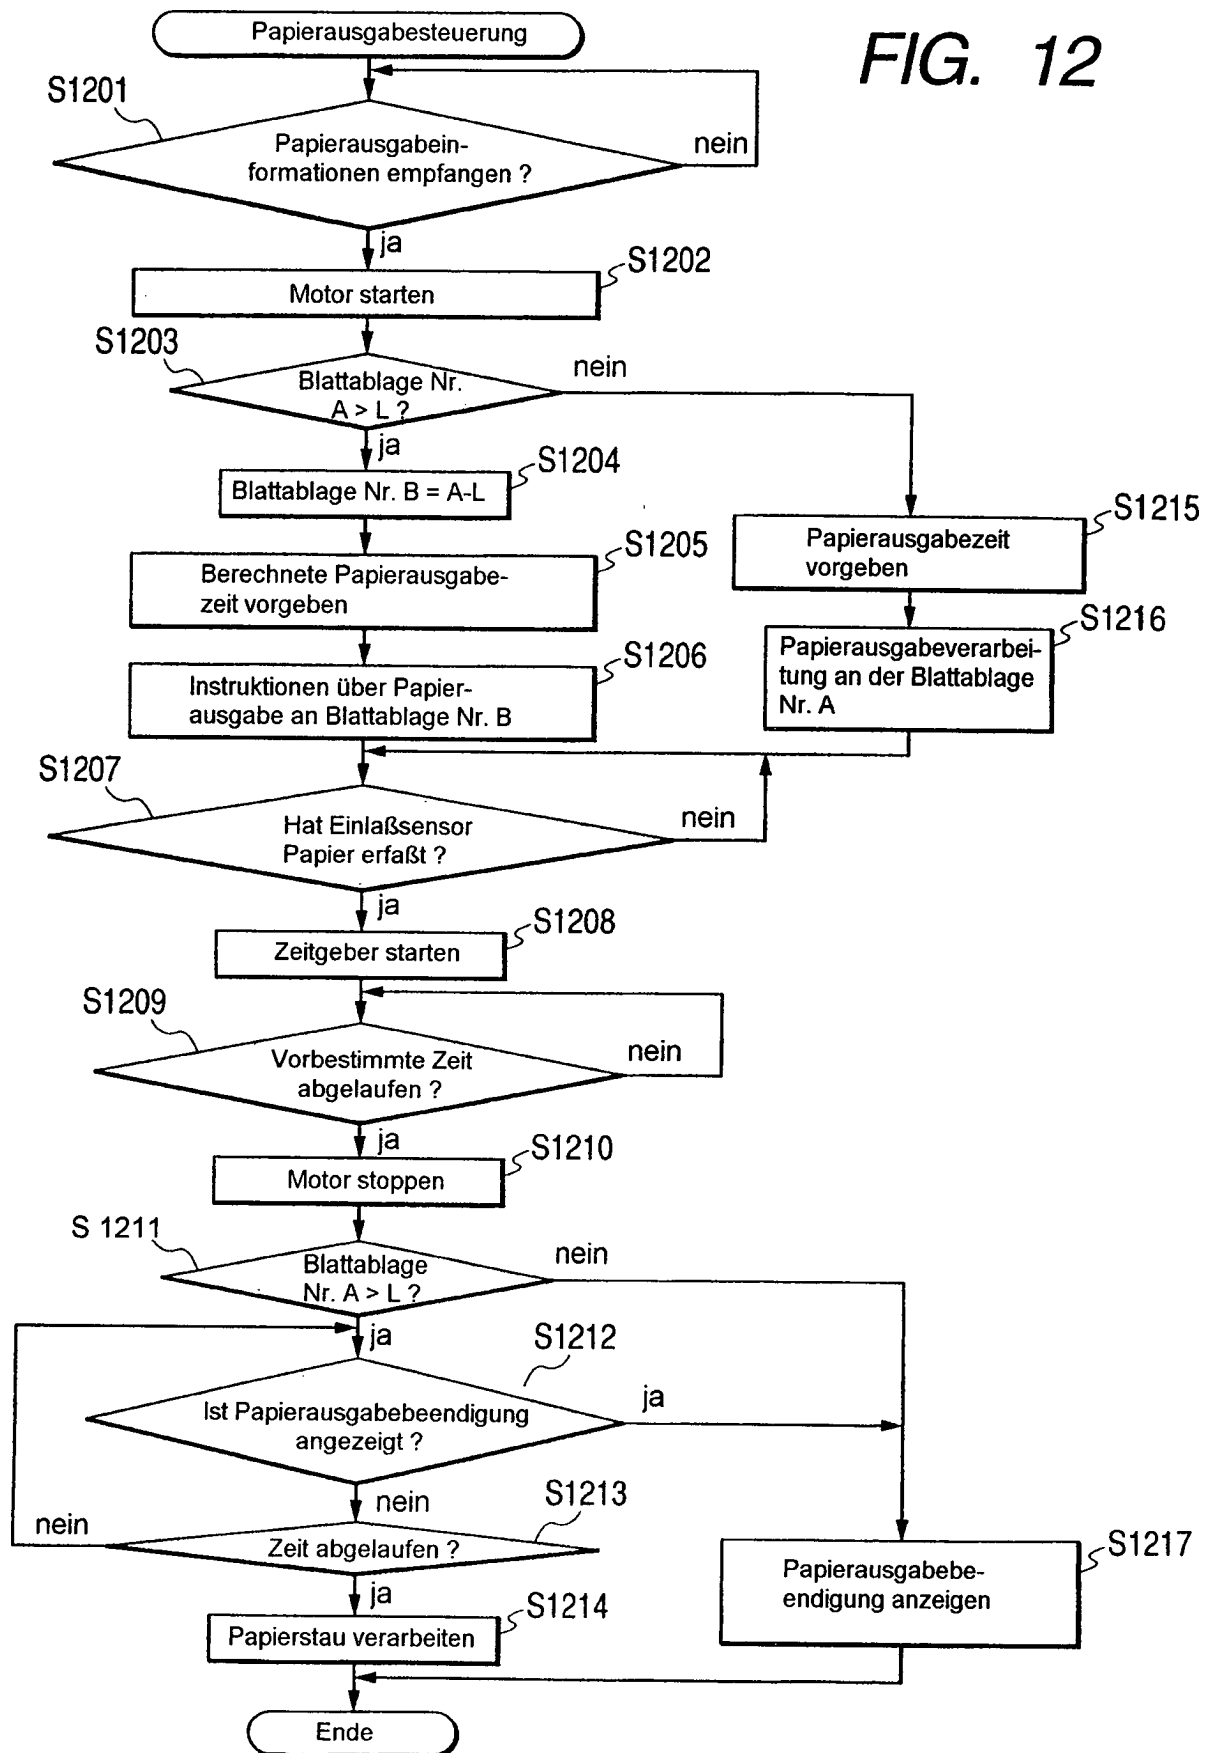 Papierausgabesteuerung
FIG. 12
S1201
Papierausgabein-
formationen empfangen ?
nein
ja
S1202
Motor starten
S1203
Blattablage Nr.
A > L ?
nein
ja
S1204
Blattablage Nr. B = A-L
S1205
Berechnete Papierausgabe-
zeit vorgeben
S1215
Papierausgabezeit
vorgeben
S1206
Instruktionen über Papier-
ausgabe an Blattablage Nr. B
S1216
Papierausgabeverarbei-
tung an der Blattablage
Nr. A
S1207
Hat Einlaßsensor
Papier erfaßt ?
nein
ja
S1208
Zeitgeber starten
S1209
Vorbestimmte Zeit
abgelaufen ?
nein
ja
S1210
Motor stoppen
S 1211
Blattablage
Nr. A > L ?
nein
ja
S1212
Ist Papierausgabebeendigung
angezeigt ?
ja
nein
S1213
Zeit abgelaufen ?
nein
ja
S1214
Papierstau verarbeiten
S1217
Papierausgabebe-
endigung anzeigen
Ende